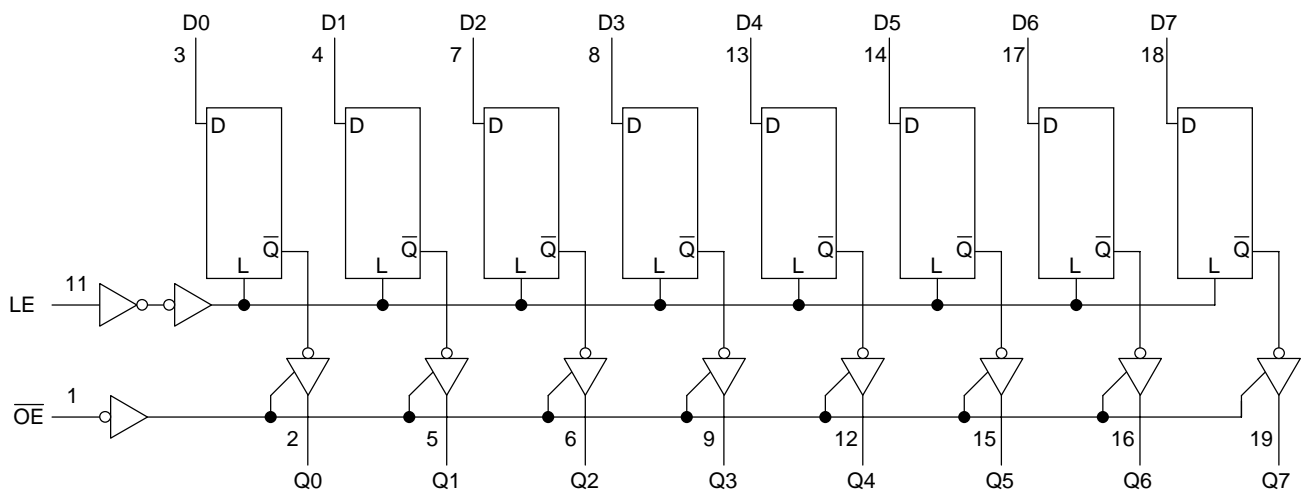 D0 D1 D2 D3 D4 D5 D6 D7
3 4 7 8 13 14 17 18
D D D D D D D D
Q̅ Q̅ Q̅ Q̅ Q̅ Q̅ Q̅ Q̅
L L L L L L L L
11
LE
1
O̅E̅
2 5 6 9 12 15 16 19
Q0 Q1 Q2 Q3 Q4 Q5 Q6 Q7